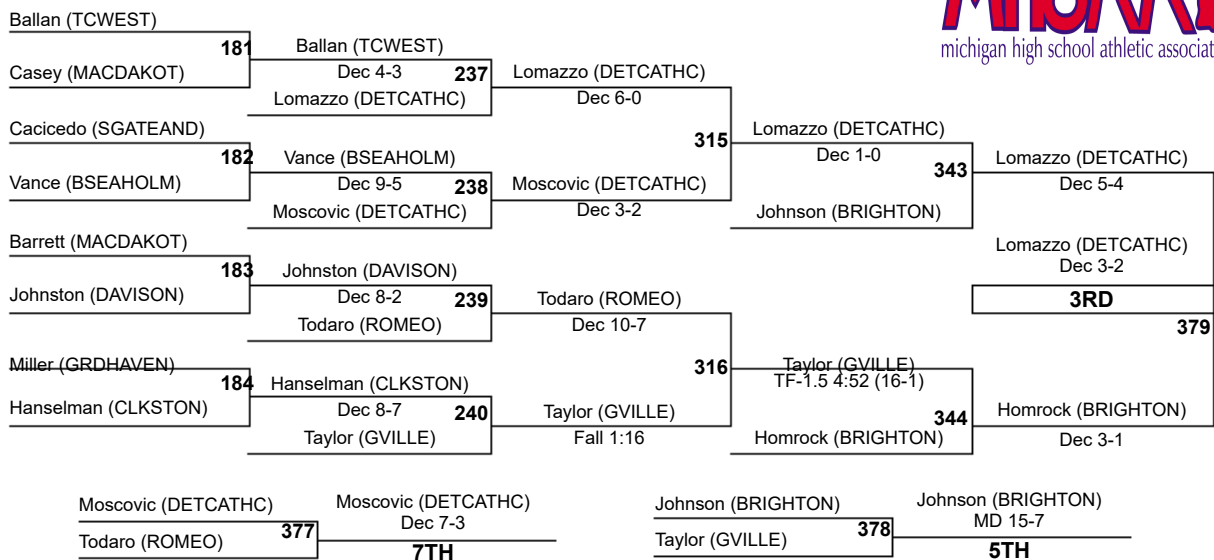 Ballan (TCWEST)
181
Casey (MACDAKOT)
Cacicedo (SGATEAND)
182
Vance (BSEAHOLM)
Barrett (MACDAKOT)
183
Johnston (DAVISON)
Miller (GRDHAVEN)
184
Hanselman (CLKSTON)
Ballan (TCWEST)
Dec 4-3
237
Lomazzo (DETCATHC)
Vance (BSEAHOLM)
Dec 9-5
238
Moscovic (DETCATHC)
Johnston (DAVISON)
Dec 8-2
239
Todaro (ROMEO)
Hanselman (CLKSTON)
Dec 8-7
240
Taylor (GVILLE)
Lomazzo (DETCATHC)
Dec 6-0
315
Moscovic (DETCATHC)
Dec 3-2
Todaro (ROMEO)
Dec 10-7
316
Taylor (GVILLE)
Fall 1:16
Lomazzo (DETCATHC)
Dec 1-0
343
Johnson (BRIGHTON)
Taylor (GVILLE)
TF-1.5 4:52 (16-1)
344
Homrock (BRIGHTON)
Lomazzo (DETCATHC)
Dec 5-4
Lomazzo (DETCATHC)
Dec 3-2
3RD
379
Homrock (BRIGHTON)
Dec 3-1
Moscovic (DETCATHC)
377
Todaro (ROMEO)
Moscovic (DETCATHC)
Dec 7-3
7TH
Johnson (BRIGHTON)
378
Taylor (GVILLE)
Johnson (BRIGHTON)
MD 15-7
5TH
michigan high school athletic associat